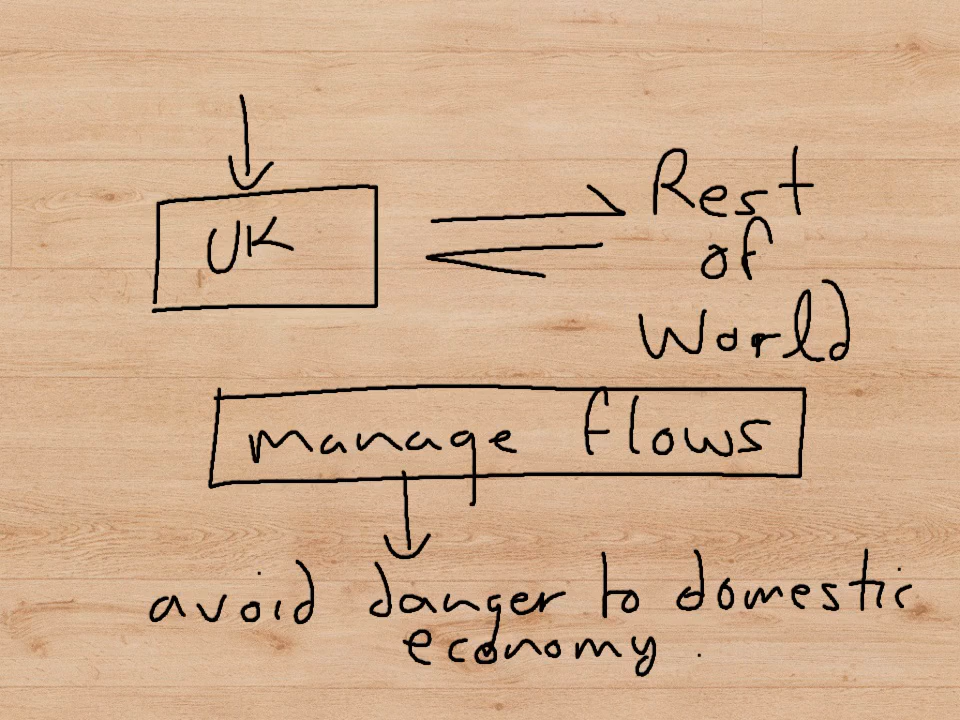 UK
Rest
of
World
manage flows
avoid danger to domestic
economy.